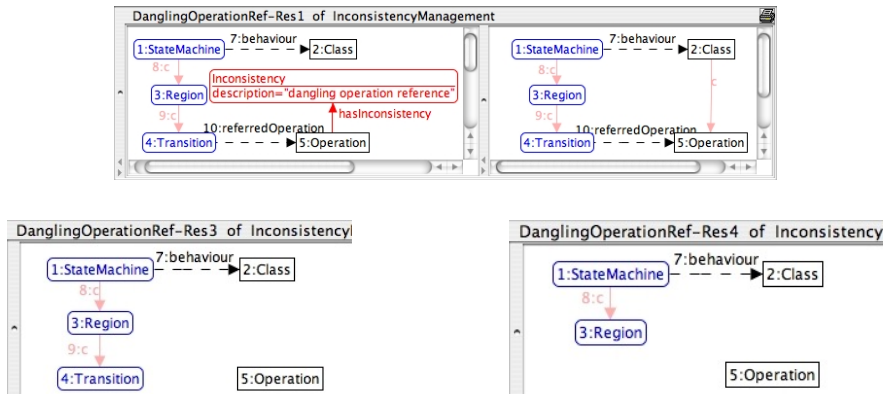 DanglingOperationRef-Res1 of InconsistencyManagement
1:StateMachine 7:behaviour 2:Class
8:c
Inconsistency
description="dangling operation reference"
3:Region
9:c
hasInconsistency
10:referredOperation
4:Transition 5:Operation
1:StateMachine 7:behaviour 2:Class
8:c
c
3:Region
9:c
10:referredOperation
4:Transition 5:Operation
DanglingOperationRef-Res3 of Inconsistency
1:StateMachine 7:behaviour 2:Class
8:c
3:Region
9:c
4:Transition 5:Operation
DanglingOperationRef-Res4 of Inconsistency
1:StateMachine 7:behaviour 2:Class
8:c
3:Region
5:Operation